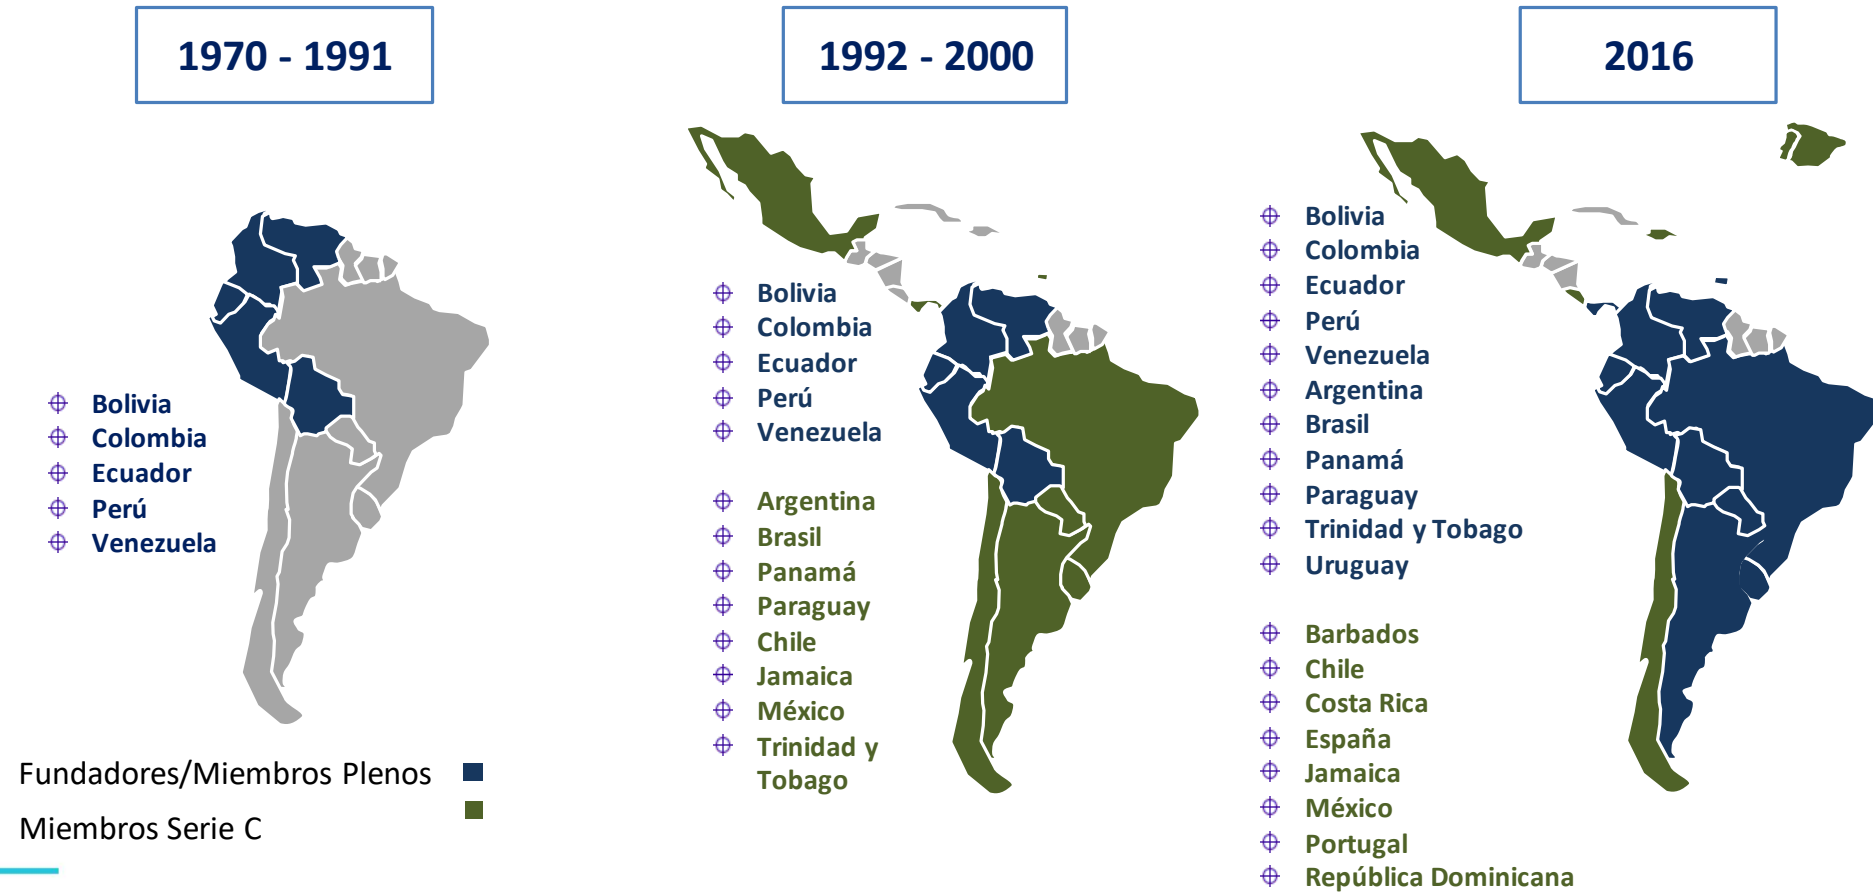 1970 - 1991
Bolivia
Colombia
Ecuador
Perú
Venezuela
Fundadores/Miembros Plenos
Miembros Serie C
1992 - 2000
Bolivia
Colombia
Ecuador
Perú
Venezuela
Argentina
Brasil
Panamá
Paraguay
Chile
Jamaica
México
Trinidad y
Tobago
2016
Bolivia
Colombia
Ecuador
Perú
Venezuela
Argentina
Brasil
Panamá
Paraguay
Trinidad y Tobago
Uruguay
Barbados
Chile
Costa Rica
España
Jamaica
México
Portugal
República Dominicana